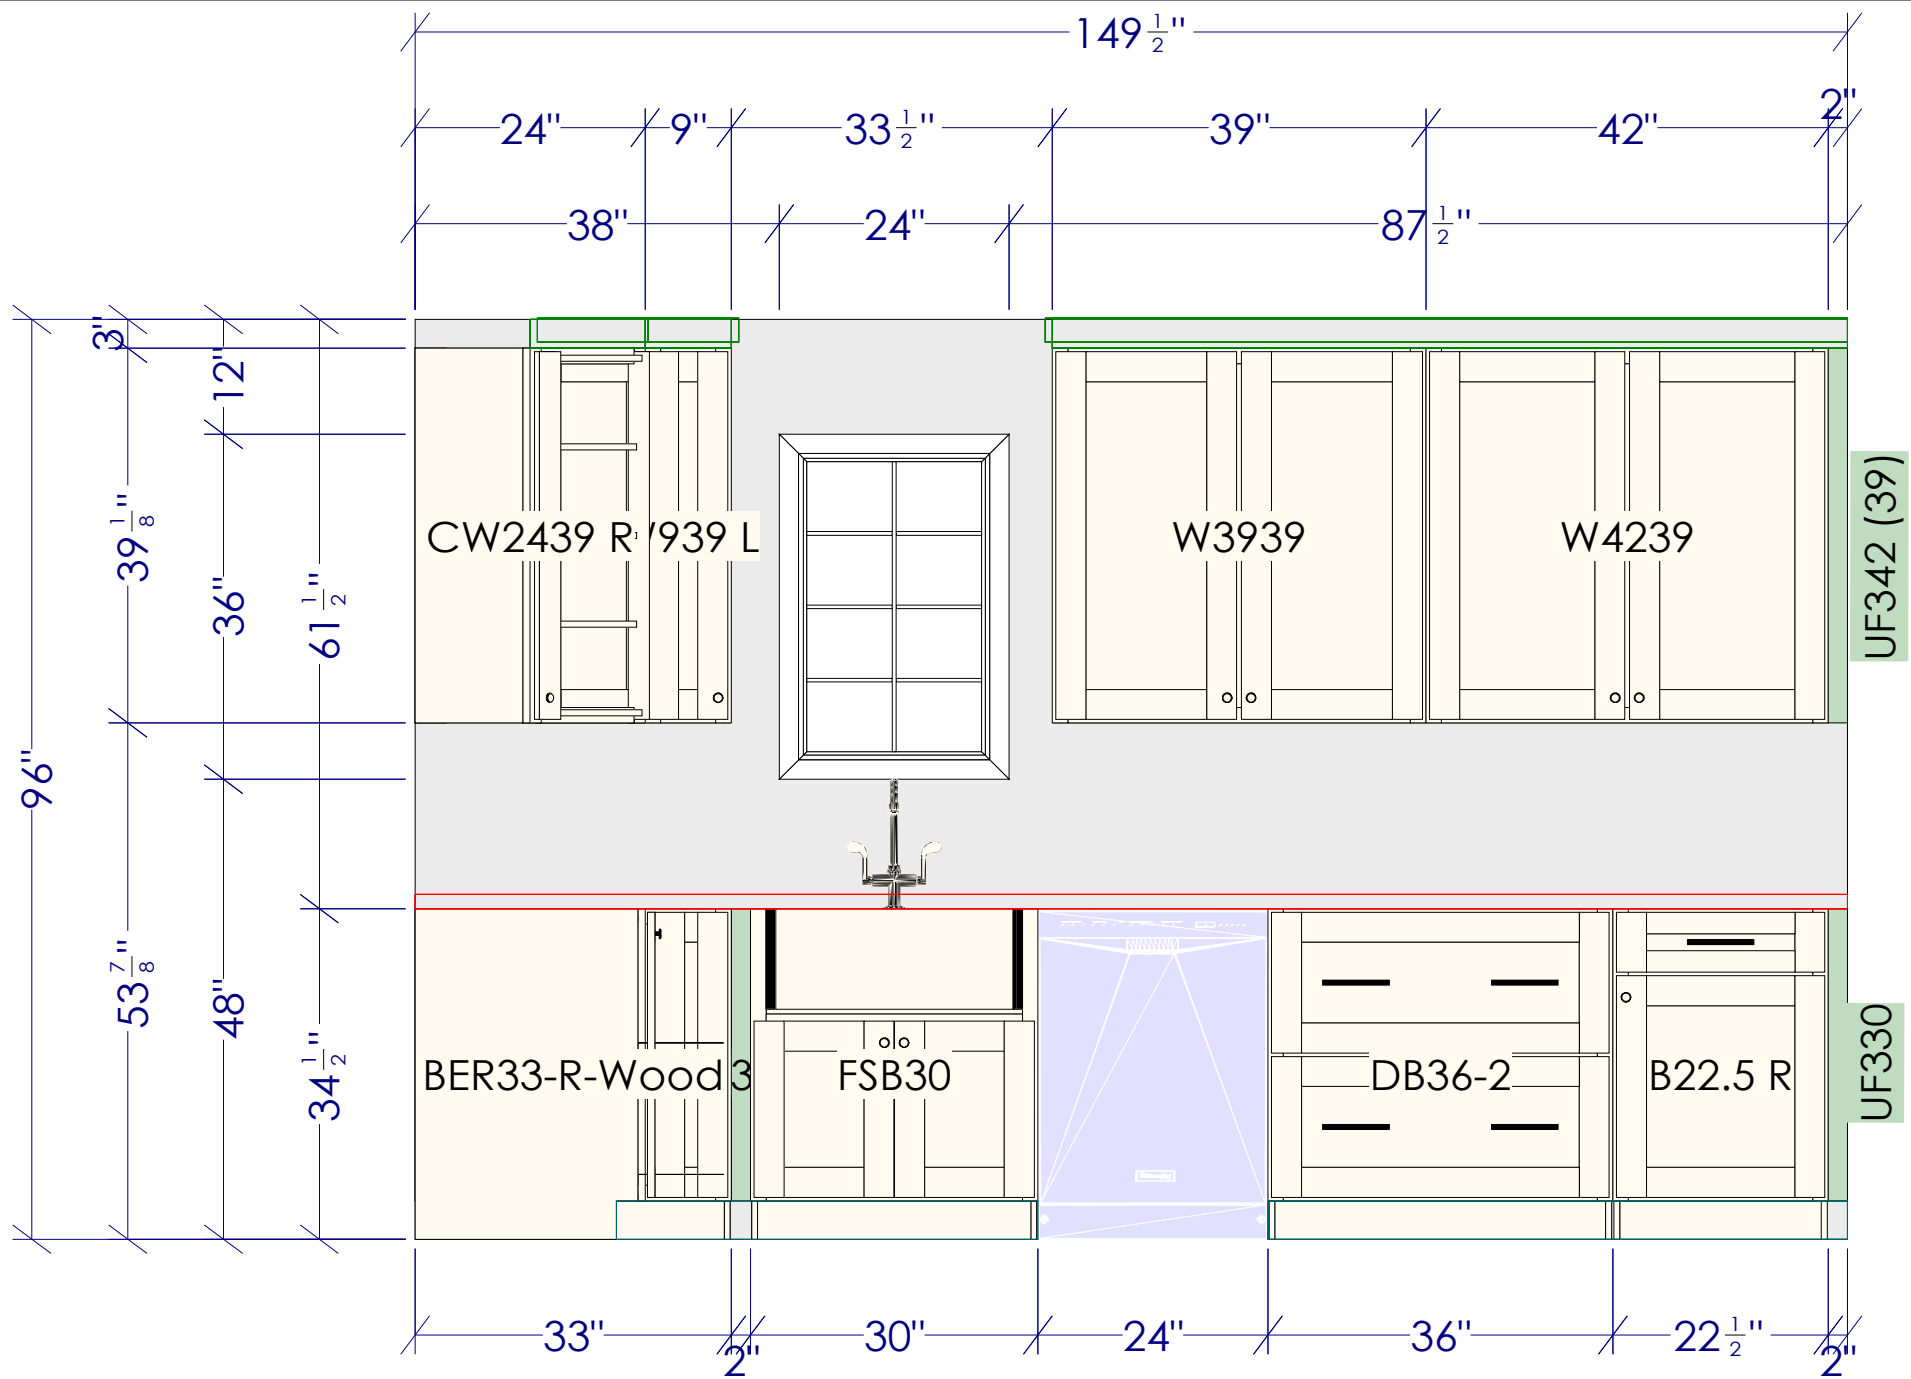 149 1/2"
24" 9" 33 1/2" 39" 42" 2"
38" 24" 87 1/2"
3"
12"
39 1/8"
36"
61 1/2"
96"
53 7/8"
48"
34 1/2"
CW2439 R
939 L
W3939
W4239
UF342 (39)
BER33-R-Wood
3
FSB30
DB36-2
B22.5 R
UF330
33" 2" 30" 24" 36" 22 1/2" 2"